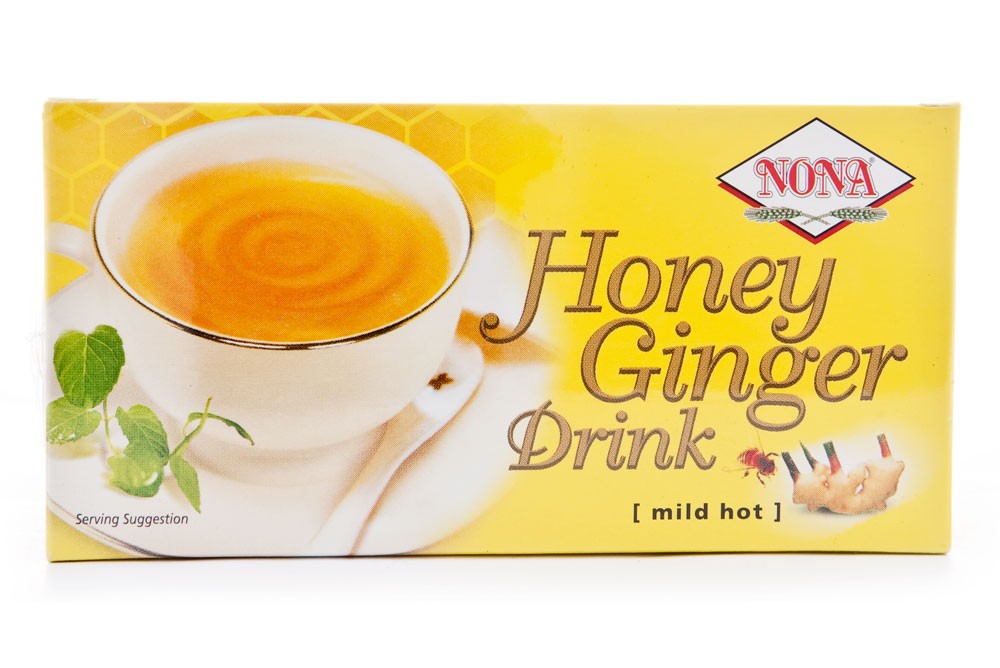 NONA®
Honey
Ginger
Drink
[ mild hot ]
Serving Suggestion